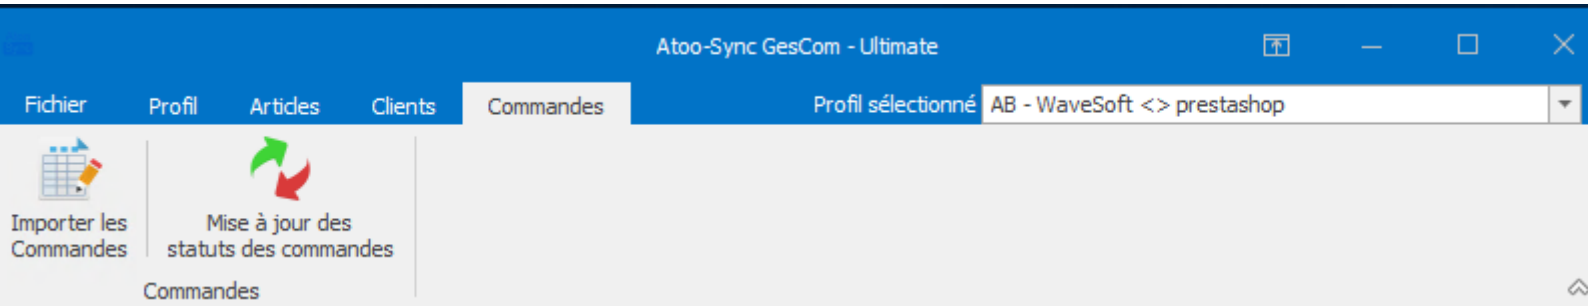 Atoo-Sync GesCom - Ultimate
Fichier Profil Articles Clients Commandes Profil sélectionné AB - WaveSoft <> prestashop
Importer les
Commandes
Mise à jour des
statuts des commandes
Commandes